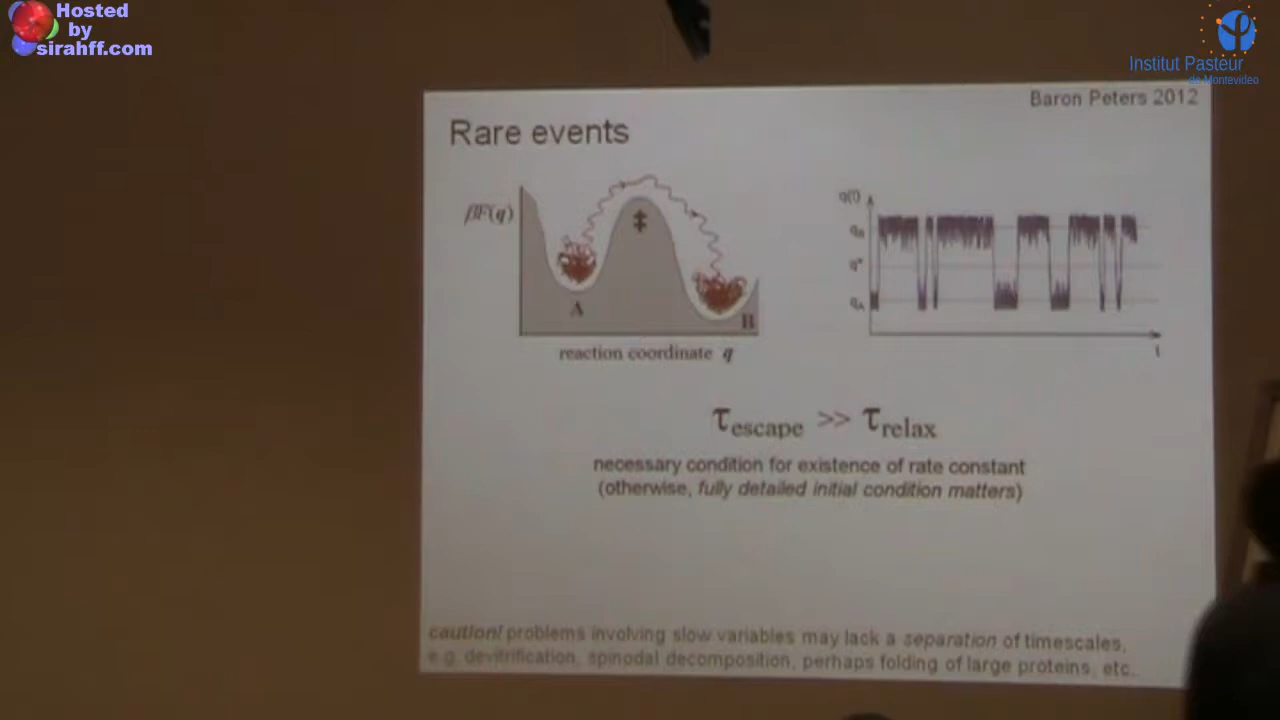 Hosted
by
sirahff.com
Institut Pasteur
de Montevideo
Baron Peters 2012
Rare events
βF(q)
‡
A
B
reaction coordinate q
q(t)
q*
t
τescape >> τrelax
necessary condition for existence of rate constant
(otherwise, fully detailed initial condition matters)
caution! problems involving slow variables may lack a separation of timescales,
e.g. devitrification, spinodal decomposition, perhaps folding of large proteins, etc.